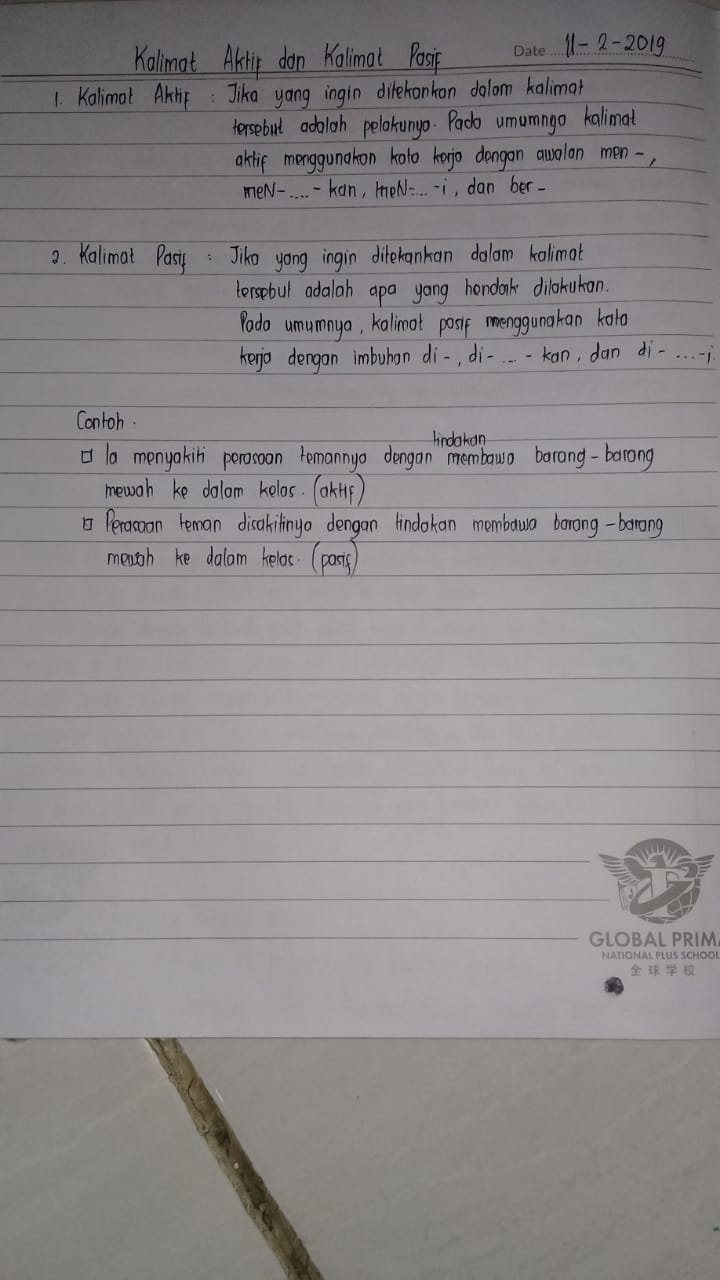 Kalimat Aktif dan Kalimat Pasif
Date 11-2-2019
1. Kalimat Aktif : Jika yang ingin ditekankan dalam kalimat
tersebut adalah pelakunya. Pada umumnya kalimat
aktif menggunakan kata kerja dengan awalan men-,
meN-....-kan, meN-...-i, dan ber-
2. Kalimat Pasif : Jika yang ingin ditekankan dalam kalimat
tersebut adalah apa yang hendak dilakukan.
Pada umumnya, kalimat pasif menggunakan kata
kerja dengan imbuhan di-, di-...-kan, dan di-...-i.
Contoh :
tindakan
Ia menyakiti perasaan temannya dengan membawa barang-barang
mewah ke dalam kelas. (aktif)
Perasaan teman disakitinya dengan tindakan membawa barang-barang
mewah ke dalam kelas. (pasif)
GLOBAL PRIMA
NATIONAL PLUS SCHOOL
全球学校